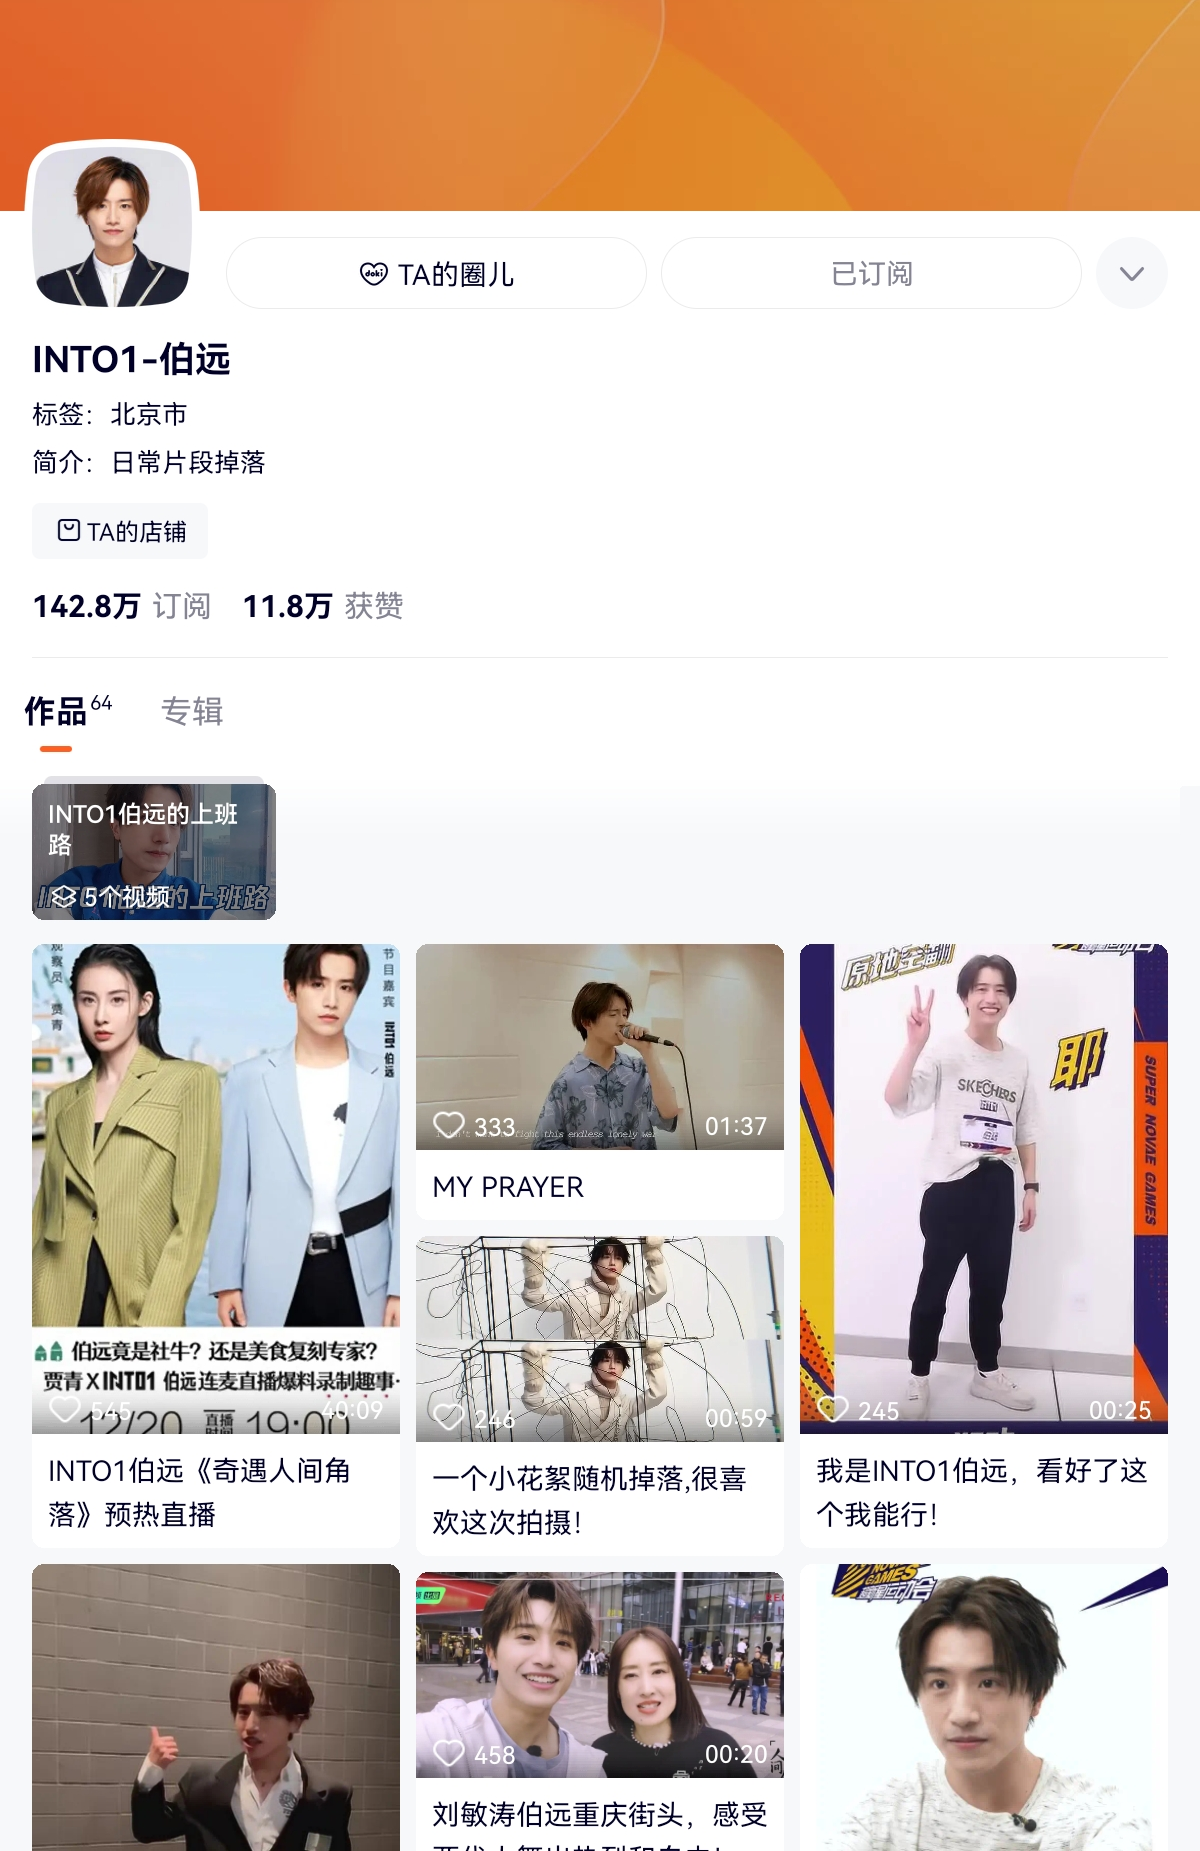 doki TA的圈儿
已订阅
INTO1-伯远
标签：北京市
简介：日常片段掉落
TA的店铺
142.8万 订阅 11.8万 获赞
作品 64 专辑
INTO1伯远的上班
路
5个视频
观察员 贾青
节目嘉宾 INTO1 伯远
伯远竟是社牛？还是美食复刻专家？
贾青 X INTO1 伯远连麦直播爆料录制趣事
12/20 直播时间 19:00
545 40:09
INTO1伯远《奇遇人间角
落》预热直播
333 01:37
MY PRAYER
246 00:59
一个小花絮随机掉落,很喜
欢这次拍摄！
原地全翻
耶
SKECHERS
伯远
SUPER NOVAE GAMES
245 00:25
我是INTO1伯远，看好了这
个我能行！
458 00:20
刘敏涛伯远重庆街头，感受
NOVAE
GAMES
超新星运动会